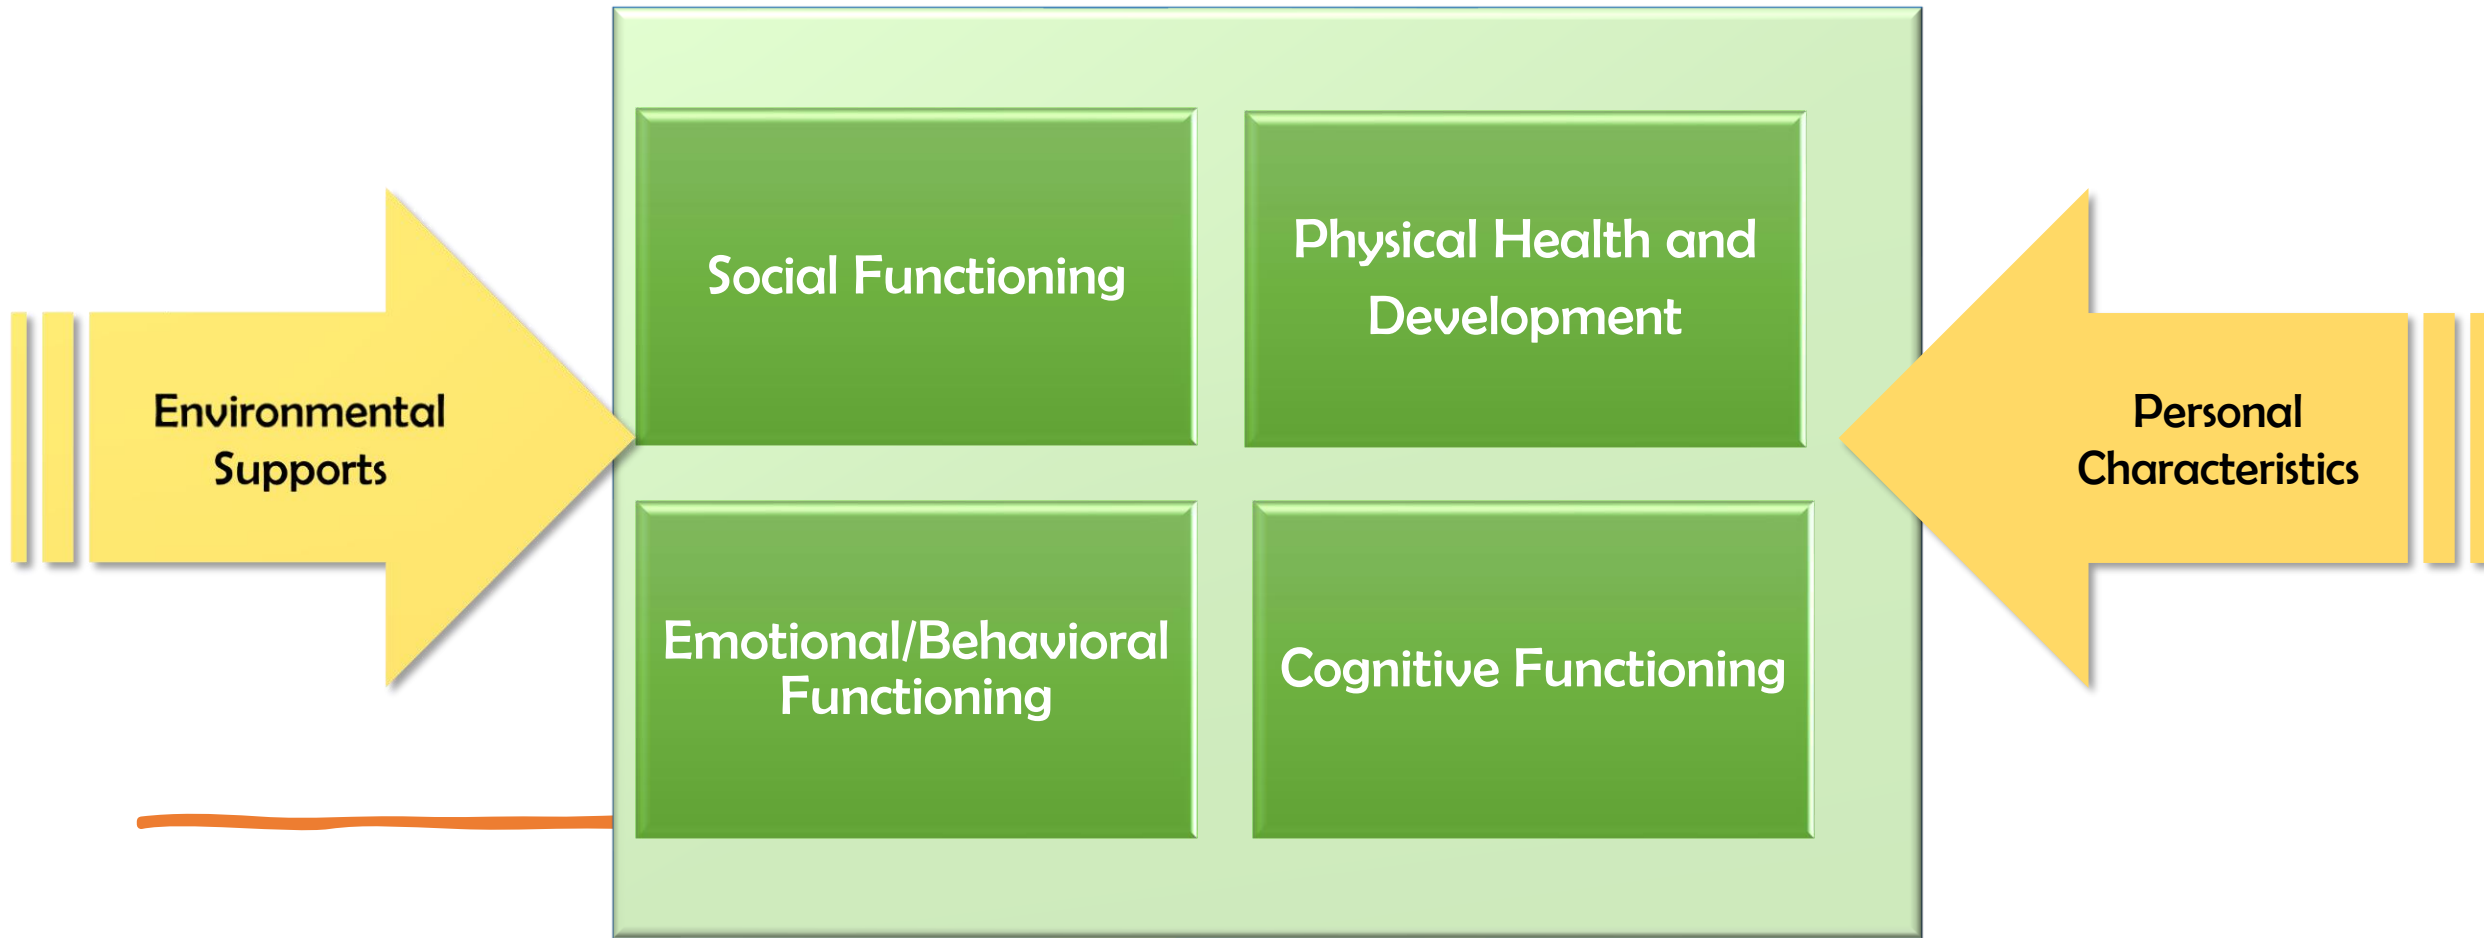 Environmental
Supports
Social Functioning
Physical Health and
Development
Emotional/Behavioral
Functioning
Cognitive Functioning
Personal
Characteristics